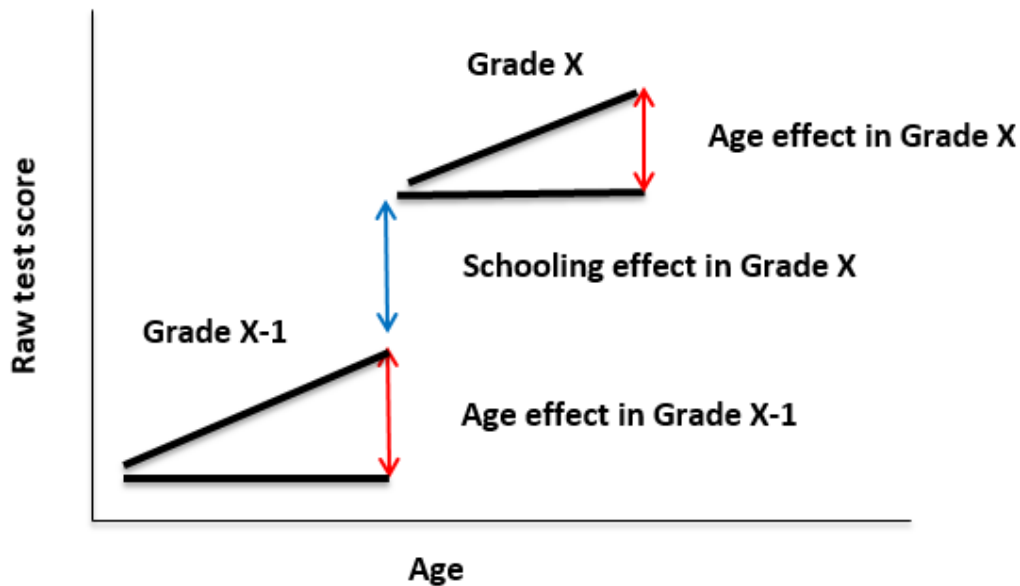 Grade X
Age effect in Grade X
Raw test score
Schooling effect in Grade X
Grade X-1
Age effect in Grade X-1
Age